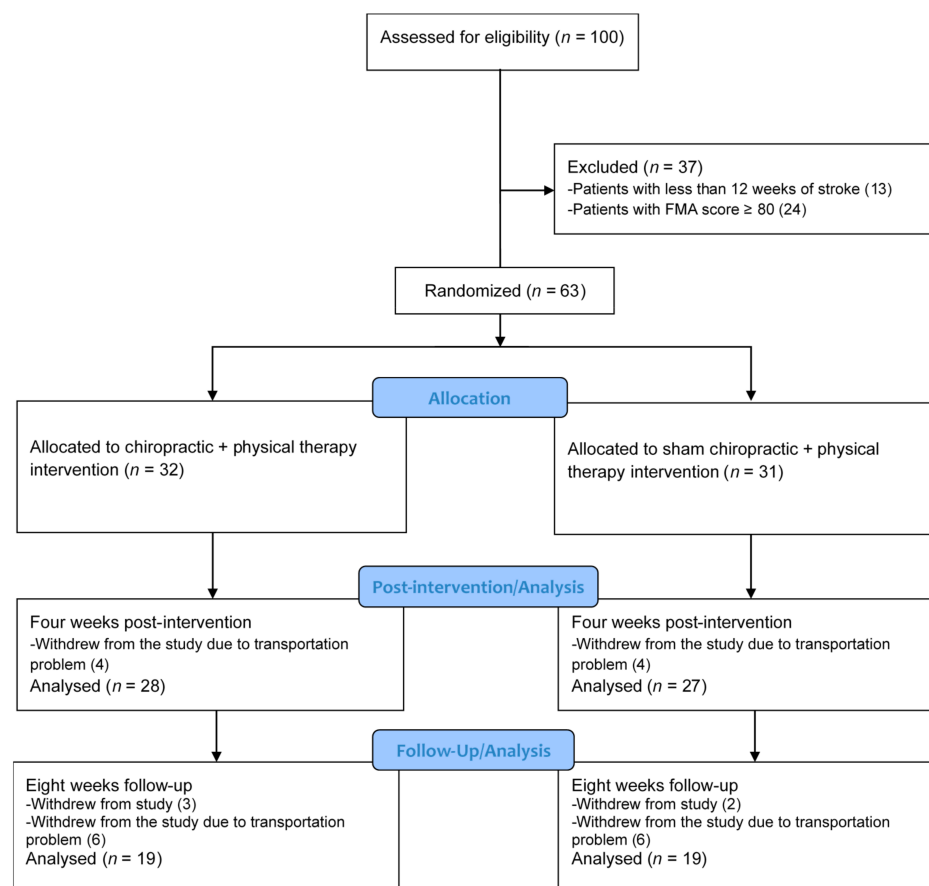 Assessed for eligibility (n = 100)
Excluded (n = 37)
-Patients with less than 12 weeks of stroke (13)
-Patients with FMA score ≥ 80 (24)
Randomized (n = 63)
Allocation
Allocated to chiropractic + physical therapy
intervention (n = 32)
Allocated to sham chiropractic + physical
therapy intervention (n = 31)
Post-intervention/Analysis
Four weeks post-intervention
-Withdrew from the study due to transportation
problem (4)
Analysed (n = 28)
Four weeks post-intervention
-Withdrew from the study due to transportation
problem (4)
Analysed (n = 27)
Follow-Up/Analysis
Eight weeks follow-up
-Withdrew from study (3)
-Withdrew from the study due to transportation
problem (6)
Analysed (n = 19)
Eight weeks follow-up
-Withdrew from study (2)
-Withdrew from the study due to transportation
problem (6)
Analysed (n = 19)